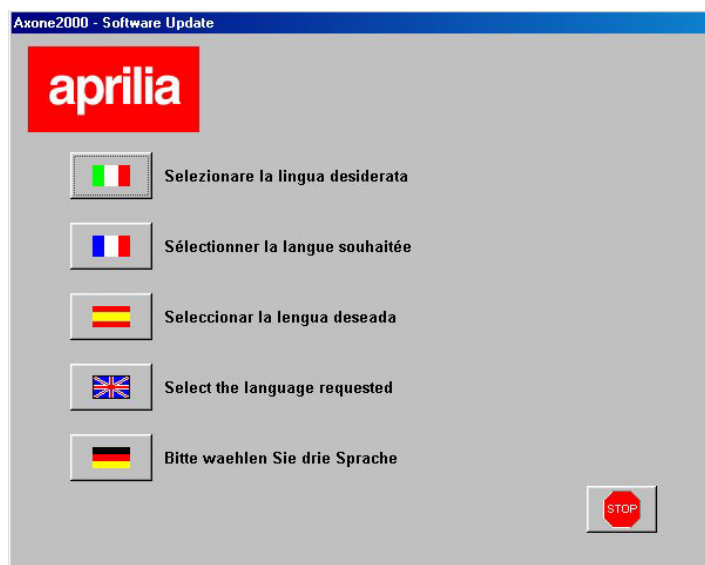 Axone2000 - Software Update
aprilia
Selezionare la lingua desiderata
Sélectionner la langue souhaitée
Seleccionar la lengua deseada
Select the language requested
Bitte waehlen Sie drie Sprache
STOP